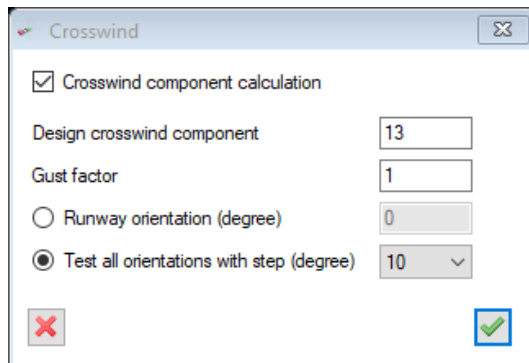 Crosswind
Crosswind component calculation
Design crosswind component 13
Gust factor 1
Runway orientation (degree) 0
Test all orientations with step (degree) 10